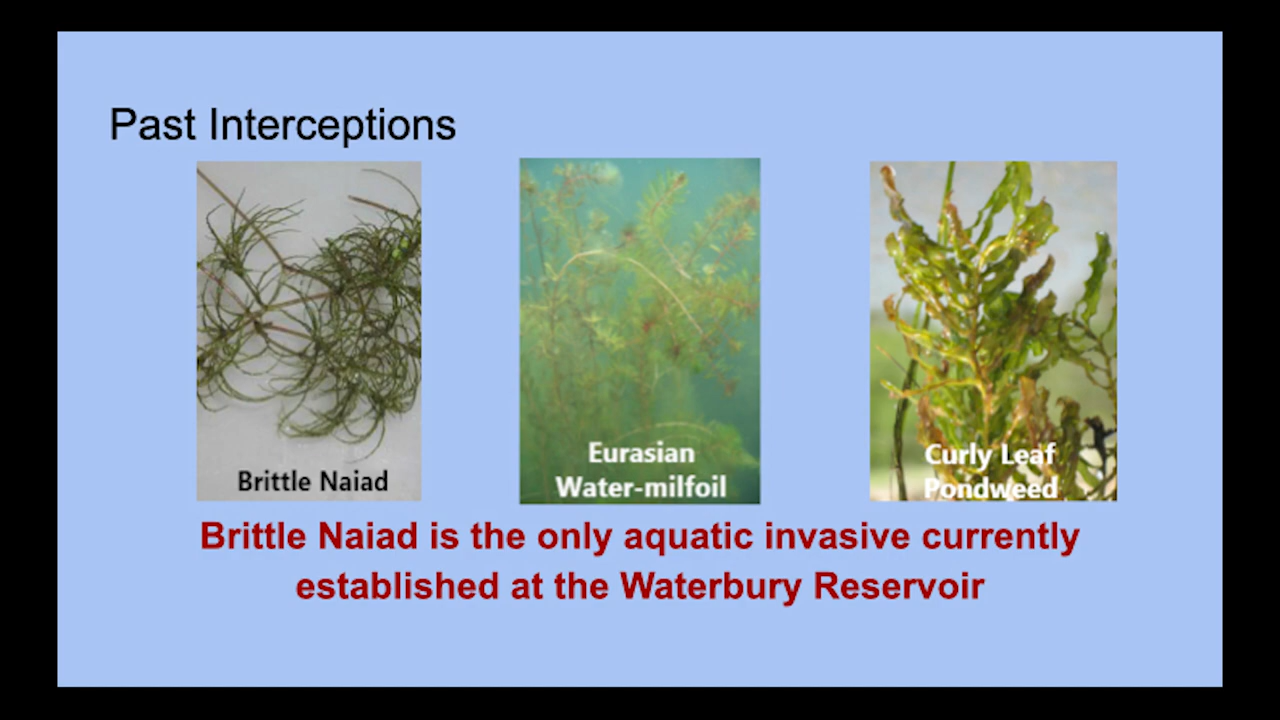 Past Interceptions
Brittle Naiad
Eurasian
Water-milfoil
Curly Leaf
Pondweed
Brittle Naiad is the only aquatic invasive currently
established at the Waterbury Reservoir